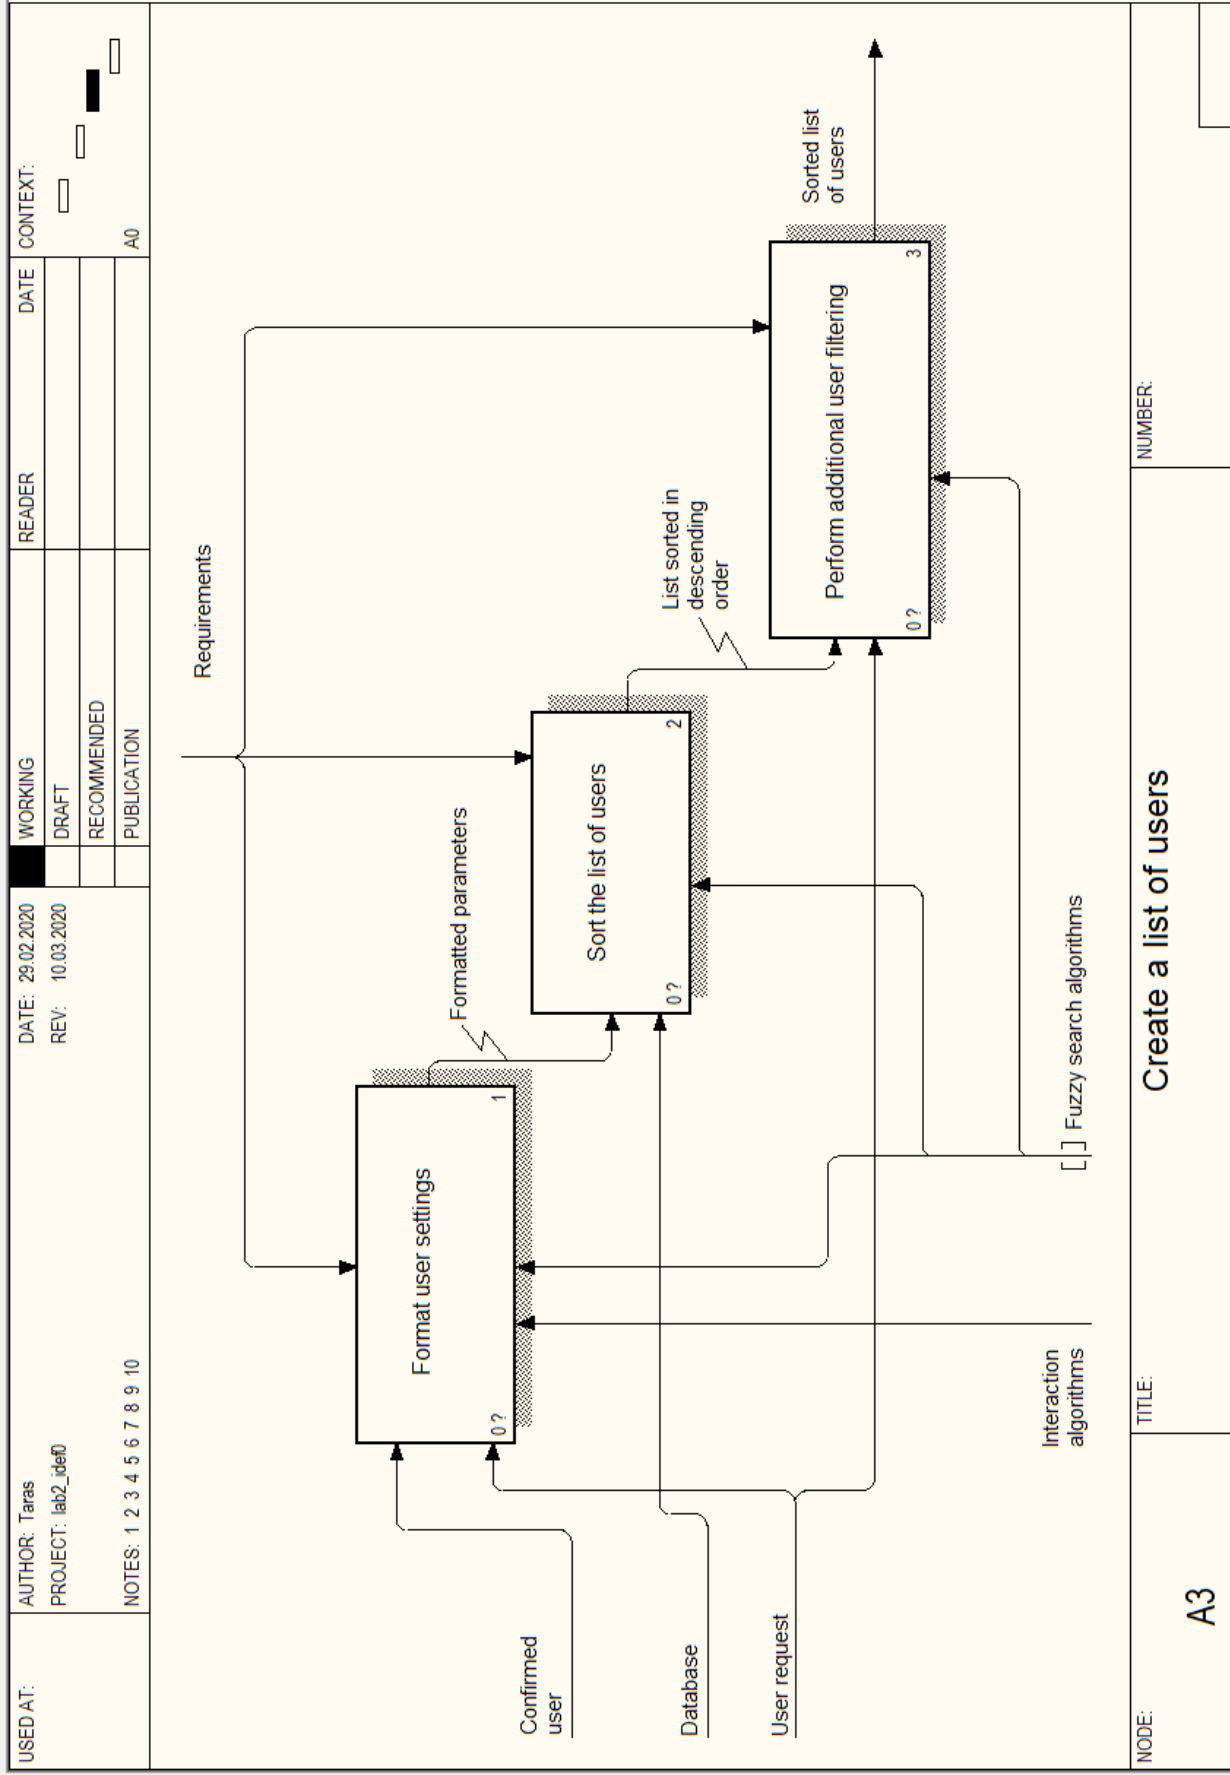 USED AT:
AUTHOR: Taras
PROJECT: lab2_idef0
NOTES: 1 2 3 4 5 6 7 8 9 10
DATE: 29.02.2020
REV: 10.03.2020
WORKING
DRAFT
RECOMMENDED
PUBLICATION
READER
DATE
CONTEXT:
A0
Requirements
Format user settings
0 ?
1
Formatted parameters
Sort the list of users
0 ?
2
List sorted in
descending
order
Perform additional user filtering
0 ?
3
Sorted list
of users
Confirmed
user
Database
User request
Interaction
algorithms
[ ] Fuzzy search algorithms
NODE:
A3
TITLE:
Create a list of users
NUMBER: